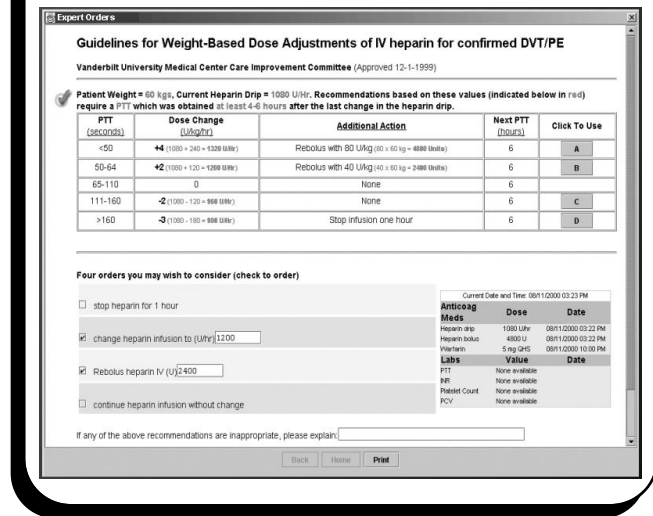 Expert Orders
Guidelines for Weight-Based Dose Adjustments of IV heparin for confirmed DVT/PE
Vanderbilt University Medical Center Care Improvement Committee (Approved 12-1-1999)
Patient Weight = 60 kgs, Current Heparin Drip = 1080 U/Hr. Recommendations based on these values (indicated below in red)
require a PTT which was obtained at least 4-6 hours after the last change in the heparin drip.
PTT (seconds) Dose Change (U/kg/hr) Additional Action Next PTT (hours) Click To Use
<50 +4 (1080 + 240 = 1320 U/Hr) Rebolus with 80 U/kg (80 x 60 kg = 4800 Units) 6 A
50-64 +2 (1080 + 120 = 1200 U/Hr) Rebolus with 40 U/kg (40 x 60 kg = 2400 Units) 6 B
65-110 0 None 6
111-160 -2 (1080 - 120 = 960 U/Hr) None 6 C
>160 -3 (1080 - 180 = 900 U/Hr) Stop infusion one hour 6 D
Four orders you may wish to consider (check to order)
stop heparin for 1 hour
change heparin infusion to (U/hr) 1200
Rebolus heparin IV (U) 2400
continue heparin infusion without change
Current Date and Time: 08/11/2000 03:23 PM
Anticoag Meds Dose Date
Heparin drip 1080 U/hr 08/11/2000 03:22 PM
Heparin bolus 4800 U 08/11/2000 03:22 PM
Warfarin 5 mg QHS 08/11/2000 10:00 PM
Labs Value Date
PTT None available
INR None available
Platelet Count None available
PCV None available
If any of the above recommendations are inappropriate, please explain:
Back Home Print